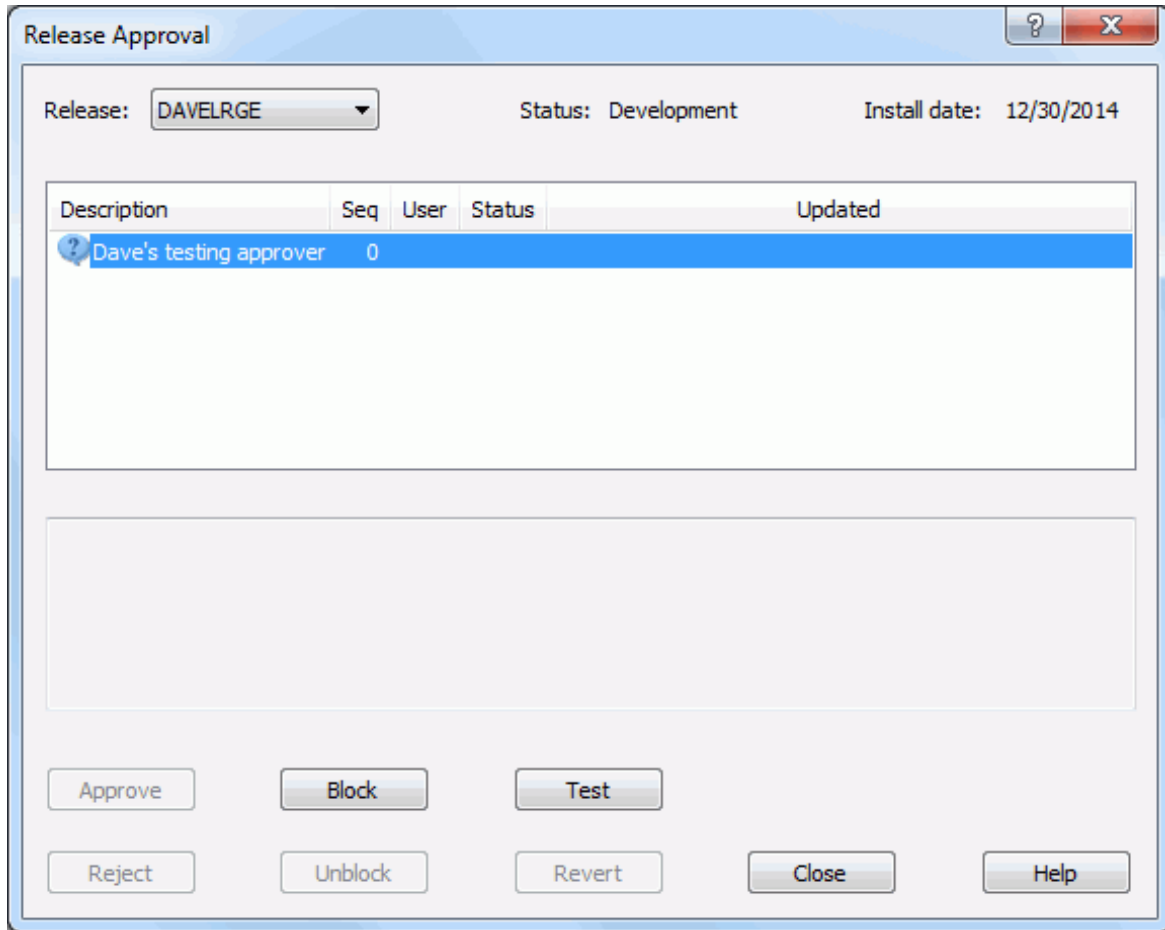 Release Approval
Release: DAVELRGE Status: Development Install date: 12/30/2014
Description Seq User Status Updated
Dave's testing approver 0
Approve Block Test
Reject Unblock Revert Close Help